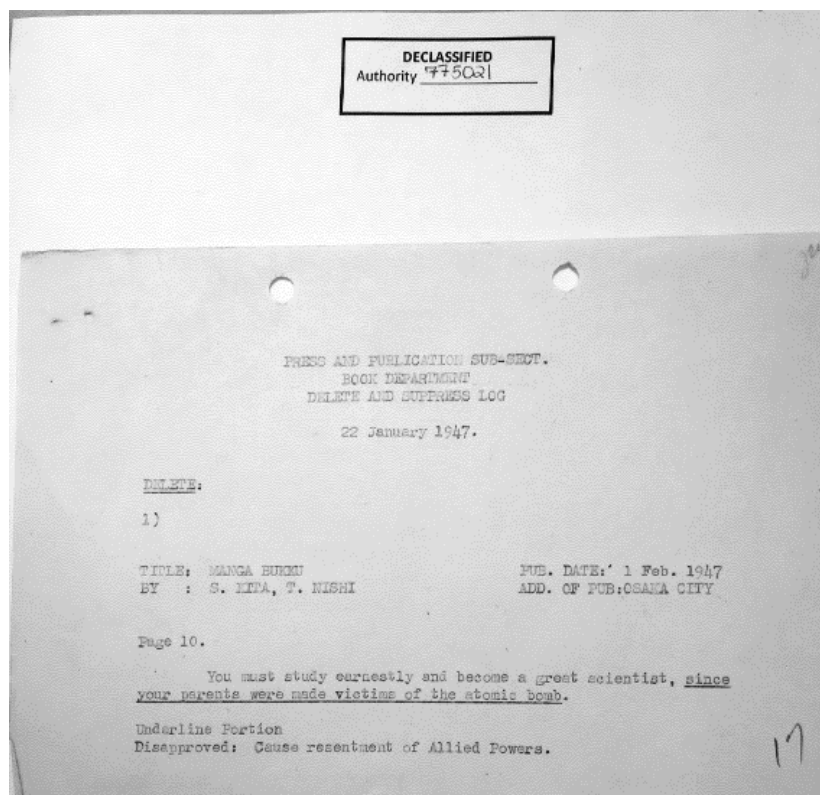 DECLASSIFIED
Authority 775021
PRESS AND PUBLICATION SUB-SECT.
BOOK DEPARTMENT
DELETE AND SUPPRESS LOG
22 January 1947.
DELETE:
1)
TITLE: MANGA BUKKU PUB. DATE: 1 Feb. 1947
BY : S. KITA, T. NISHI ADD. OF PUB:OSAKA CITY
Page 10.
You must study earnestly and become a great scientist, since
your parents were made victims of the atomic bomb.
Underline Portion
Disapproved: Cause resentment of Allied Powers.
17